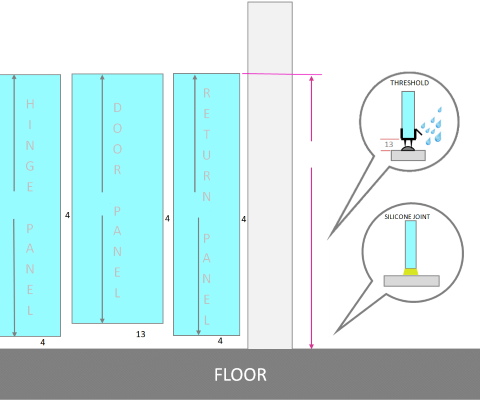 THRESHOLD
13
HINGE PANEL
DOOR PANEL
RETURN PANEL
4
4
4
SILICONE JOINT
4
13
4
FLOOR